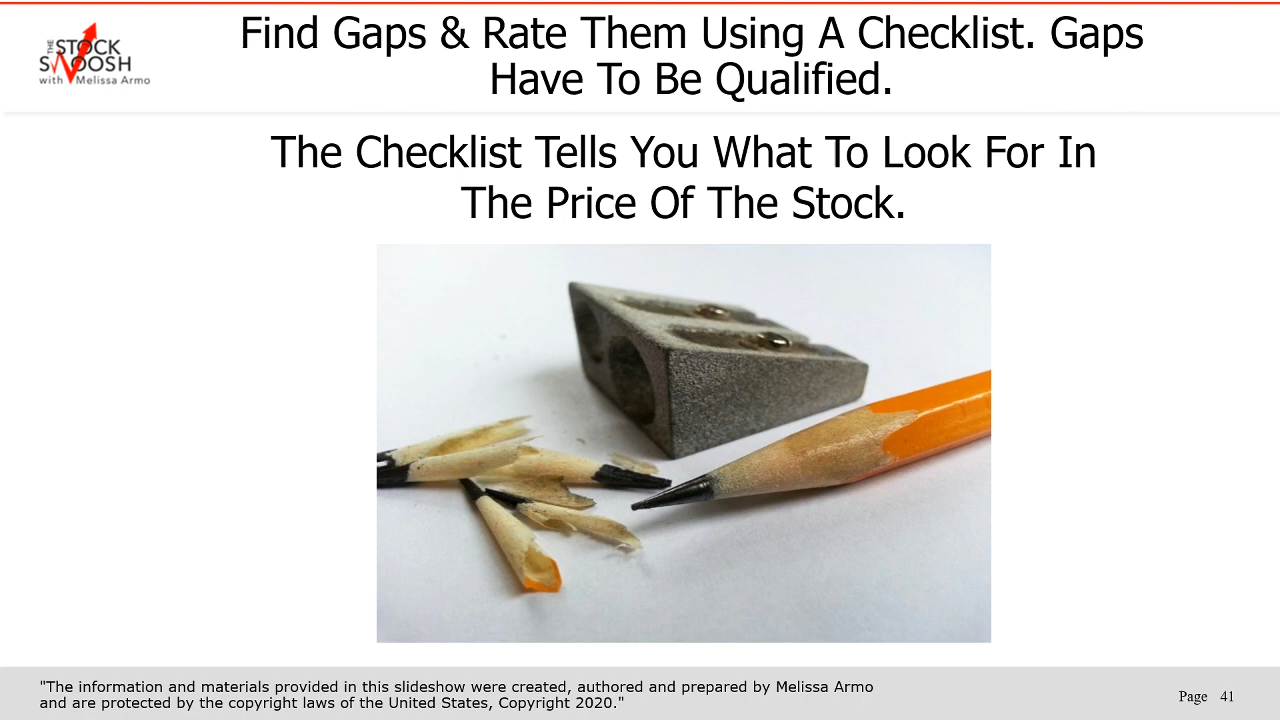 THE
STOCK
SWOOSH
with Melissa Armo
Find Gaps & Rate Them Using A Checklist. Gaps
Have To Be Qualified.
The Checklist Tells You What To Look For In
The Price Of The Stock.
"The information and materials provided in this slideshow were created, authored and prepared by Melissa Armo
and are protected by the copyright laws of the United States, Copyright 2020."
Page 41